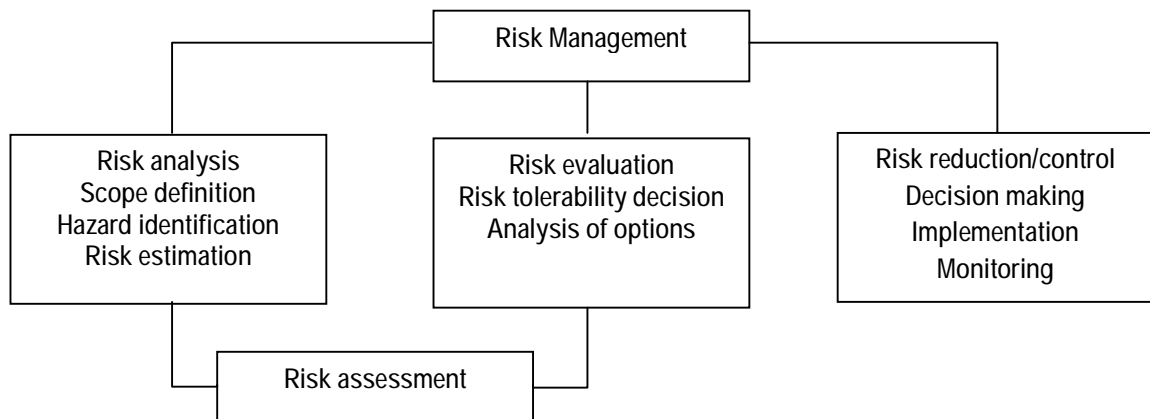 Risk Management
Risk analysis
Scope definition
Hazard identification
Risk estimation
Risk evaluation
Risk tolerability decision
Analysis of options
Risk reduction/control
Decision making
Implementation
Monitoring
Risk assessment